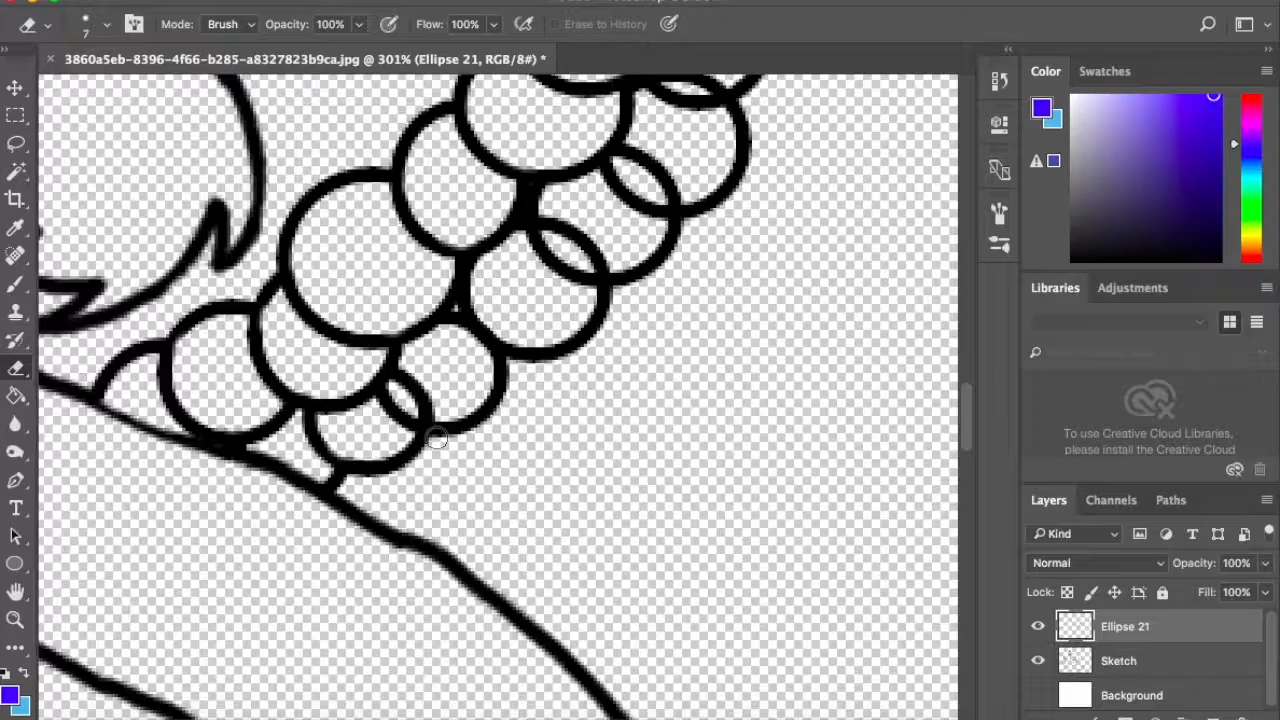 7
Mode: Brush Opacity: 100% Flow: 100% Erase to History
3860a5eb-8396-4f66-b285-a8327823b9ca.jpg @ 301% (Ellipse 21, RGB/8#) *
Color Swatches
Libraries Adjustments
To use Creative Cloud Libraries,
please install the Creative Cloud
Layers Channels Paths
Kind
Normal Opacity: 100%
Lock: Fill: 100%
Ellipse 21
Sketch
Background